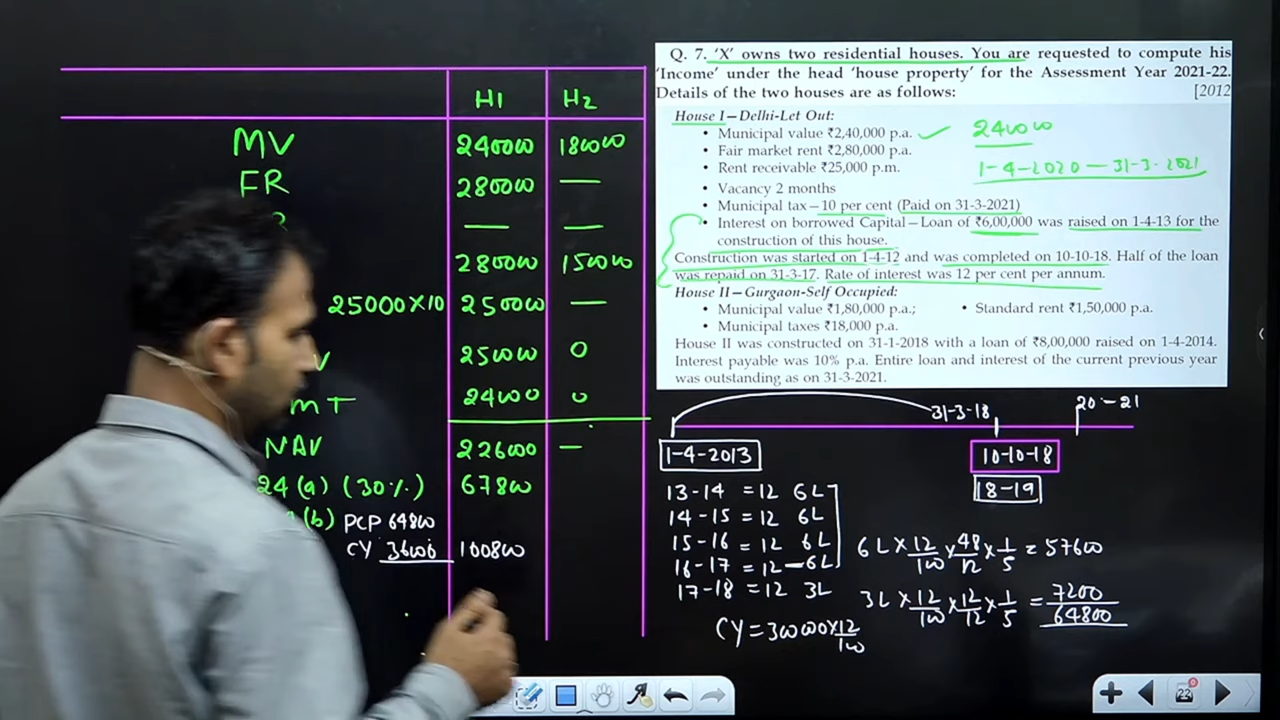 H1 H2
MV 240000 180000
FR 280000 —
— —
280000 150000
25000×10 250000 —
V 250000 0
MT 24000 0
NAV 226000 —
24(a) (30%) 67800
(b) PCP 64800
CY 36000 100800
Q. 7. 'X' owns two residential houses. You are requested to compute his
'Income' under the head 'house property' for the Assessment Year 2021-22.
Details of the two houses are as follows: [2012
House I—Delhi-Let Out:
• Municipal value ₹2,40,000 p.a. ✓ 240000
• Fair market rent ₹2,80,000 p.a.
• Rent receivable ₹25,000 p.m. 1-4-2020 — 31-3-2021
• Vacancy 2 months
• Municipal tax—10 per cent (Paid on 31-3-2021)
• Interest on borrowed Capital—Loan of ₹6,00,000 was raised on 1-4-13 for the
construction of this house.
Construction was started on 1-4-12 and was completed on 10-10-18. Half of the loan
was repaid on 31-3-17. Rate of interest was 12 per cent per annum.
House II—Gurgaon-Self Occupied:
• Municipal value ₹1,80,000 p.a.; • Standard rent ₹1,50,000 p.a.
• Municipal taxes ₹18,000 p.a.
House II was constructed on 31-1-2018 with a loan of ₹8,00,000 raised on 1-4-2014.
Interest payable was 10% p.a. Entire loan and interest of the current previous year
was outstanding as on 31-3-2021.
31-3-18 20-21
1-4-2013 10-10-18
18-19
13-14 = 12 6L
14-15 = 12 6L
15-16 = 12 6L
16-17 = 12 — 6L
17-18 = 12 3L
6L × 12/100 × 48/12 × 1/5 = 57600
3L × 12/100 × 12/12 × 1/5 = 7200
64800
CY = 300000 × 12/100
23